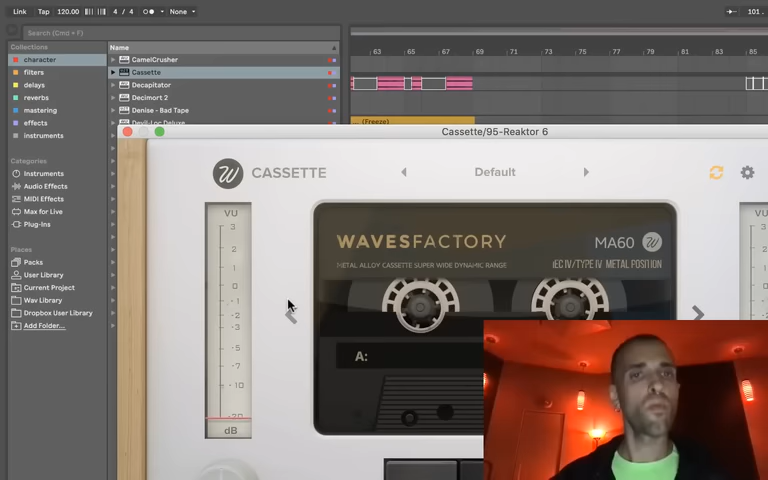 Link Tap 120.00 4 / 4 None 101.
Search (Cmd + F)
Collections
character
filters
delays
reverbs
mastering
effects
instruments
Categories
Instruments
Audio Effects
MIDI Effects
Max for Live
Plug-Ins
Places
Packs
User Library
Current Project
Wav Library
Dropbox User Library
Add Folder...
Name
CamelCrusher
Cassette
Decapitator
Decimort 2
Denise - Bad Tape
Devil-Loc Deluxe
63 65 67 69 71 73 75 77 79 81 83 85
(Freeze)
Cassette/95-Reaktor 6
W CASSETTE
Default
VU
3
2
1
0
-1
-2
-3
-5
-7
-10
-20
dB
WAVESFACTORY
MA60 W
METAL ALLOY CASSETTE SUPER WIDE DYNAMIC RANGE
IEC IV/TYPE IV METAL POSITION
A:
VU
3
2
1
0